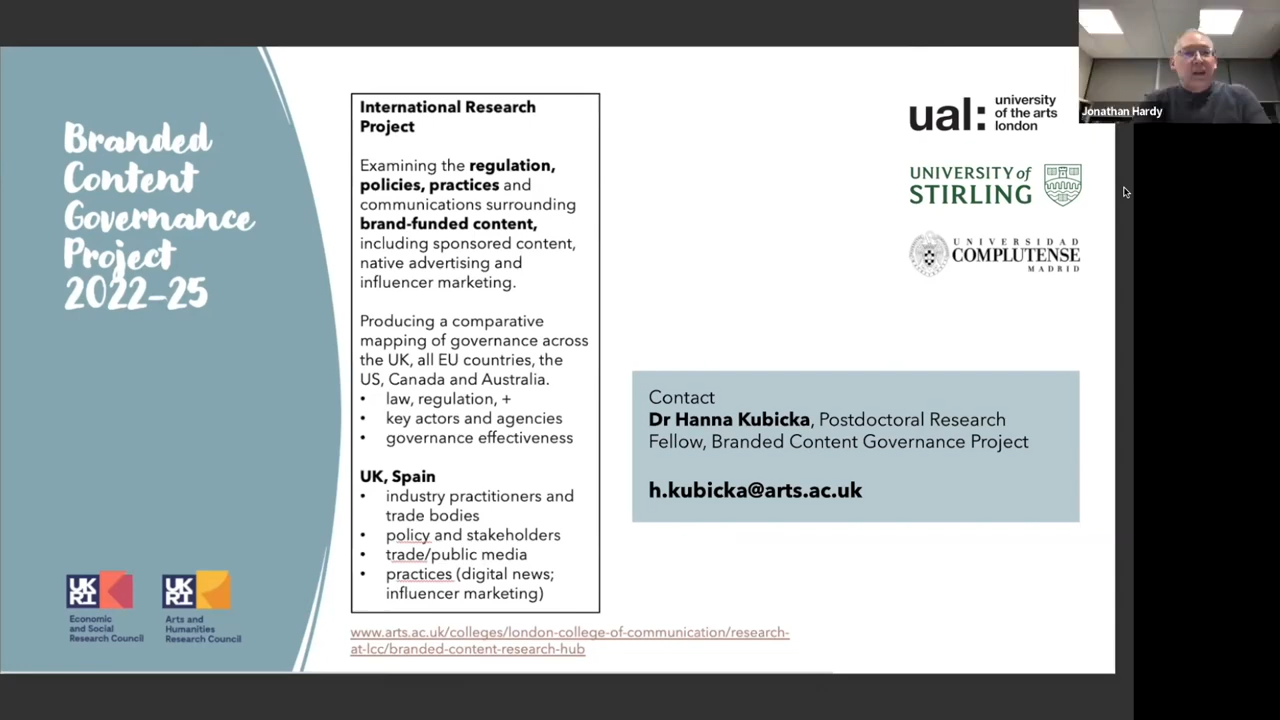 Branded
Content
Governance
Project
2022-25
UK
RI
Economic
and Social
Research Council
UK
RI
Arts and
Humanities
Research Council
International Research
Project
Examining the regulation,
policies, practices and
communications surrounding
brand-funded content,
including sponsored content,
native advertising and
influencer marketing.
Producing a comparative
mapping of governance across
the UK, all EU countries, the
US, Canada and Australia.
• law, regulation, +
• key actors and agencies
• governance effectiveness
UK, Spain
• industry practitioners and
trade bodies
• policy and stakeholders
• trade/public media
• practices (digital news;
influencer marketing)
www.arts.ac.uk/colleges/london-college-of-communication/research-
at-lcc/branded-content-research-hub
ual: university
of the arts
london
UNIVERSITY of
STIRLING
UNIVERSIDAD
COMPLUTENSE
MADRID
Contact
Dr Hanna Kubicka, Postdoctoral Research
Fellow, Branded Content Governance Project
h.kubicka@arts.ac.uk
Jonathan Hardy